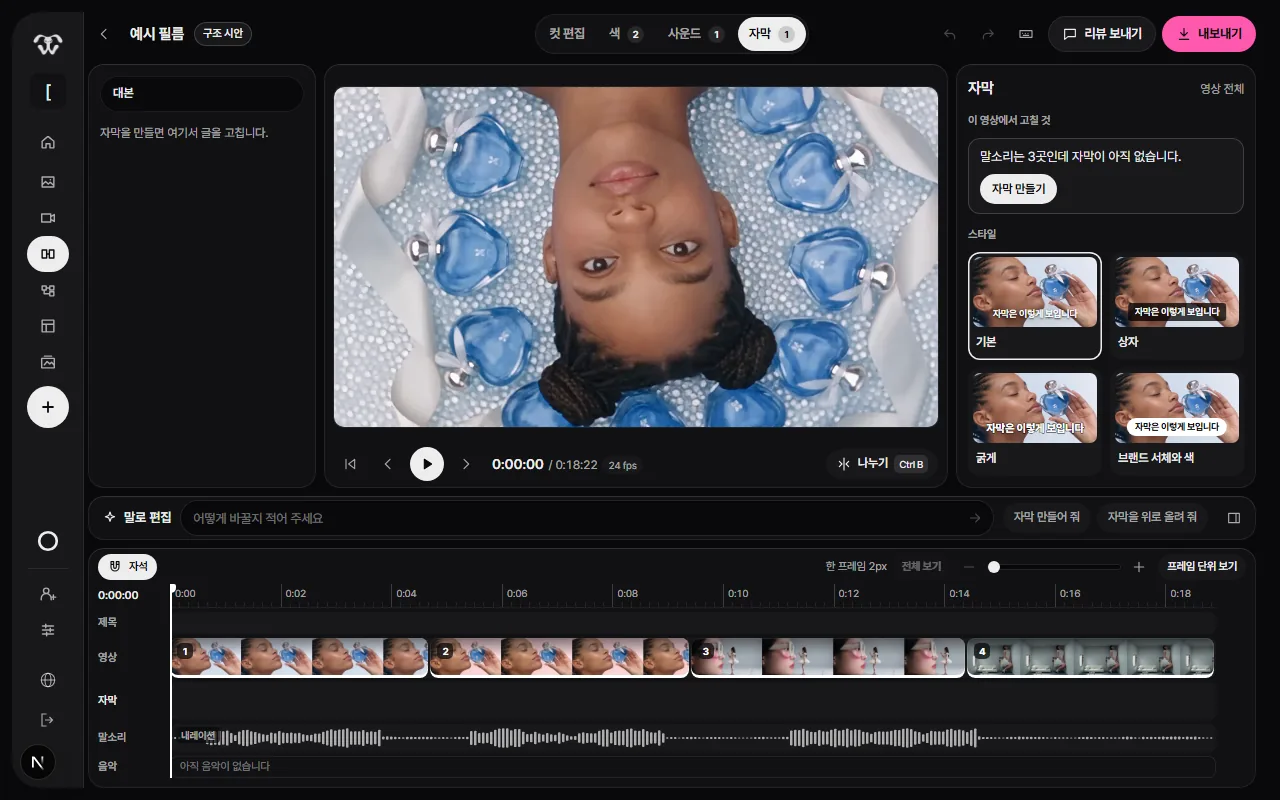 예시 필름
구조 시안
컷 편집
색 2
사운드 1
자막 1
리뷰 보내기
내보내기
[
대본
자막을 만들면 여기서 글을 고칩니다.
자막
영상 전체
이 영상에서 고칠 것
말소리는 3곳인데 자막이 아직 없습니다.
자막 만들기
스타일
자막은 이렇게 보입니다
기본
자막은 이렇게 보입니다
상자
자막은 이렇게 보입니다
굵게
자막은 이렇게 보입니다
브랜드 서체와 색
0:00:00 / 0:18:22 24 fps
나누기 Ctrl B
말로 편집
어떻게 바꿀지 적어 주세요
자막 만들어 줘
자막을 위로 올려 줘
자석
한 프레임 2px
전체 보기
프레임 단위 보기
0:00:00
0:00 0:02 0:04 0:06 0:08 0:10 0:12 0:14 0:16 0:18
제목
영상
1 2 3 4
자막
말소리
내레이션
음악
아직 음악이 없습니다
N